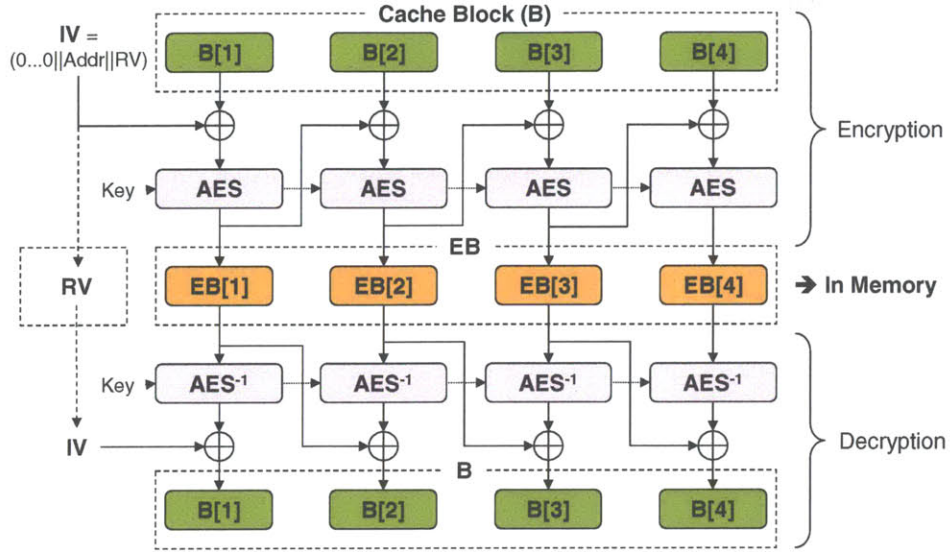 Cache Block (B)
IV =
(0...0||Addr||RV)
B[1] B[2] B[3] B[4]
Encryption
Key AES AES AES AES
EB
RV
EB[1] EB[2] EB[3] EB[4]
➔ In Memory
Key AES⁻¹ AES⁻¹ AES⁻¹ AES⁻¹
IV
Decryption
B
B[1] B[2] B[3] B[4]